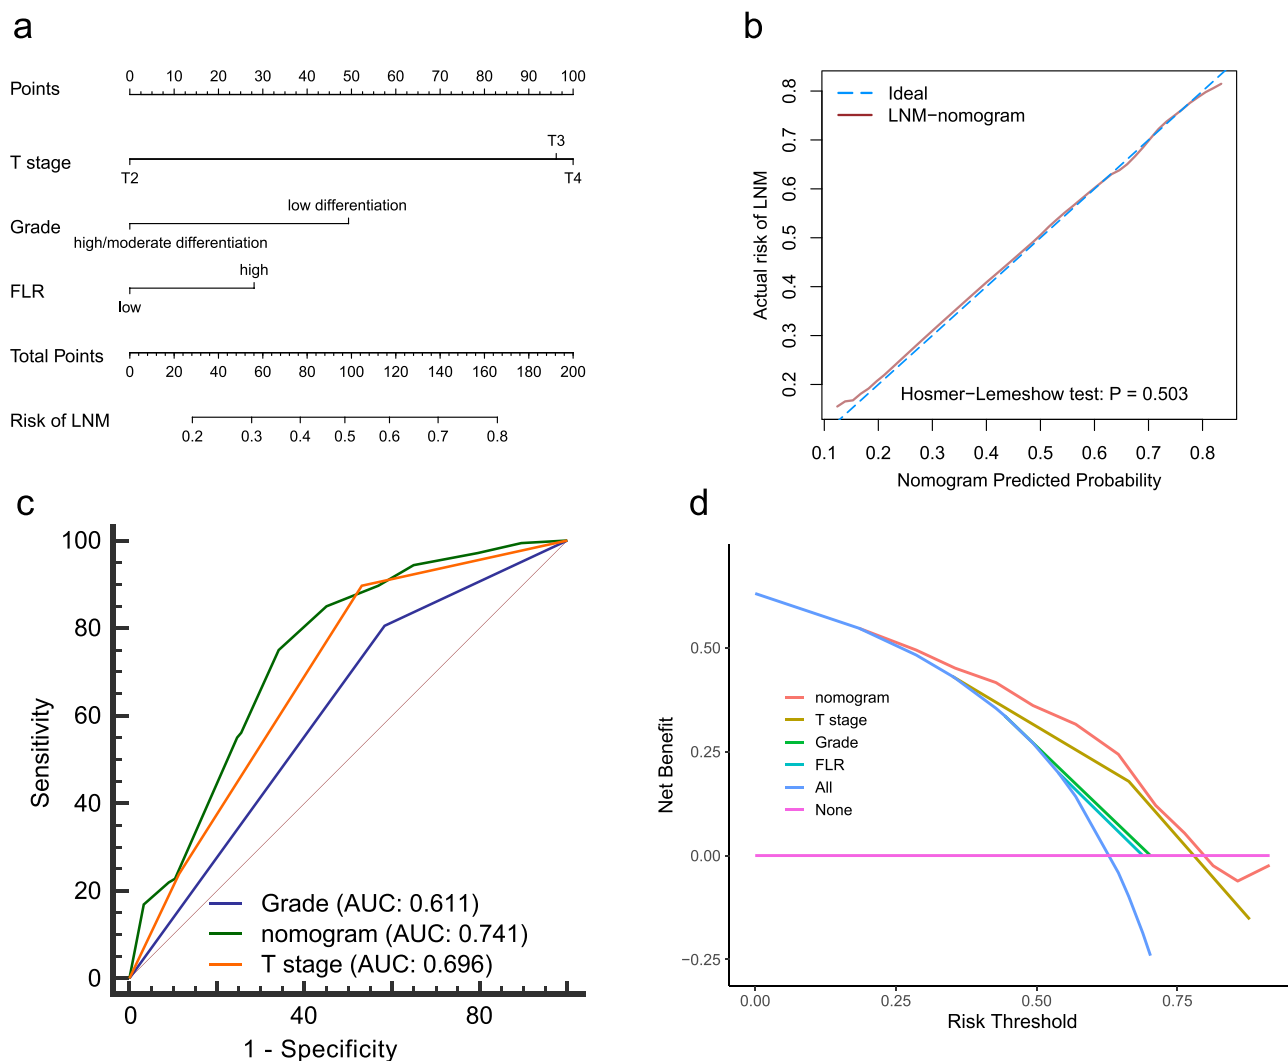 a
Points
0 10 20 30 40 50 60 70 80 90 100
T stage
T3
T2
T4
Grade
low differentiation
high/moderate differentiation
FLR
high
low
Total Points
0 20 40 60 80 100 120 140 160 180 200
Risk of LNM
0.2 0.3 0.4 0.5 0.6 0.7 0.8
b
Ideal
LNM−nomogram
Actual risk of LNM
0.8
0.7
0.6
0.5
0.4
0.3
0.2
Hosmer−Lemeshow test: P = 0.503
0.1 0.2 0.3 0.4 0.5 0.6 0.7 0.8
Nomogram Predicted Probability
c
Sensitivity
100
80
60
40
20
0
Grade (AUC: 0.611)
nomogram (AUC: 0.741)
T stage (AUC: 0.696)
0 40 80
1 - Specificity
d
Net Benefit
0.50
0.25
0.00
−0.25
nomogram
T stage
Grade
FLR
All
None
0.00 0.25 0.50 0.75
Risk Threshold